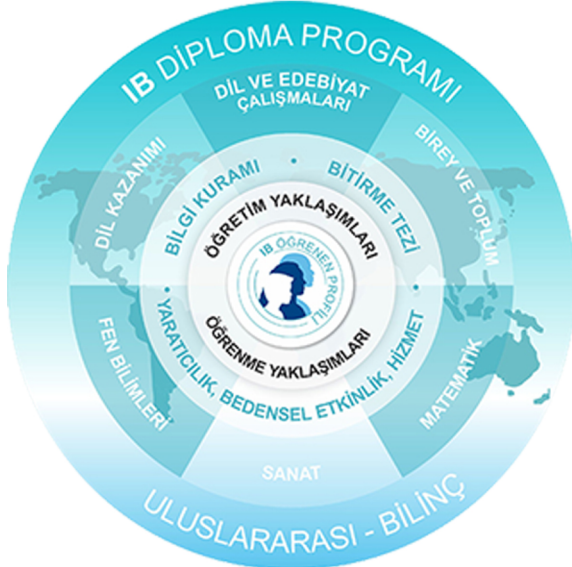 IB DİPLOMA PROGRAMI
DİL VE EDEBİYAT
ÇALIŞMALARI
DİL KAZANIMI
BİREY VE TOPLUM
BİLGİ KURAMI
•
BİTİRME TEZİ
ÖĞRETİM YAKLAŞIMLARI
IB ÖĞRENEN PROFİLİ
ÖĞRENME YAKLAŞIMLARI
• YARATICILIK, BEDENSEL ETKİNLİK, HİZMET •
FEN BİLİMLERİ
MATEMATİK
SANAT
ULUSLARARASI - BİLİNÇ